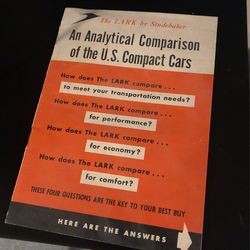 The LARK by Studebaker
An Analytical Comparison
of the U.S. Compact Cars
How does The LARK compare . . .
to meet your transportation needs?
How does The LARK compare . . .
for performance?
How does The LARK compare . . .
for economy?
How does The LARK compare . . .
for comfort?
THESE FOUR QUESTIONS ARE THE KEY TO YOUR BEST BUY
HERE ARE THE ANSWERS